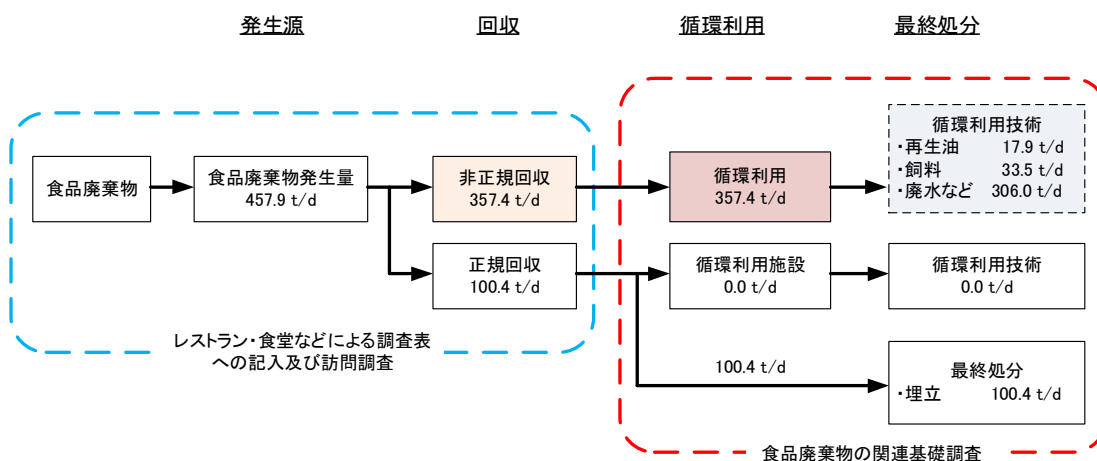 発生源
回収
循環利用
最終処分
食品廃棄物
食品廃棄物発生量
457.9 t/d
非正規回収
357.4 t/d
循環利用
357.4 t/d
循環利用技術
・再生油 17.9 t/d
・飼料 33.5 t/d
・廃水など 306.0 t/d
正規回収
100.4 t/d
循環利用施設
0.0 t/d
循環利用技術
0.0 t/d
レストラン・食堂などによる調査表
への記入及び訪問調査
100.4 t/d
最終処分
・埋立 100.4 t/d
食品廃棄物の関連基礎調査